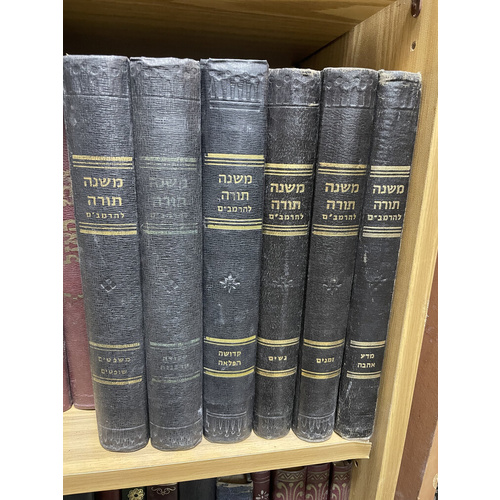 משנה
תורה
להרמב"ם
מדע
אהבה
משנה
תורה
להרמב"ם
זמנים
משנה
תורה
להרמב"ם
נשים
משנה
תורה
להרמבים
קדושה
הפלאה
משנה
תורה
להרמב"ם
משנה
תורה
להרמב"ם
משפטים
שופטים